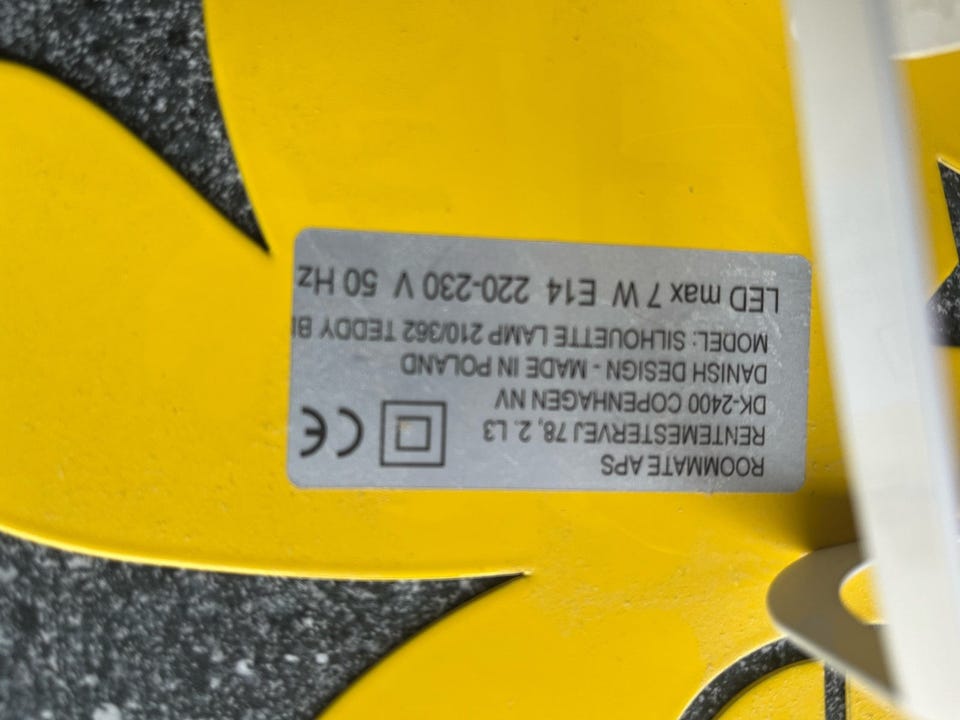 ROOMMATE APS
RENTEMESTERVEJ 78, 2. L3
DK-2400 COPENHAGEN NV
DANISH DESIGN - MADE IN POLAND
MODEL: SILHOUETTE LAMP 210/362 TEDDY
LED max 7 W E14 220-230 V 50 Hz
CE